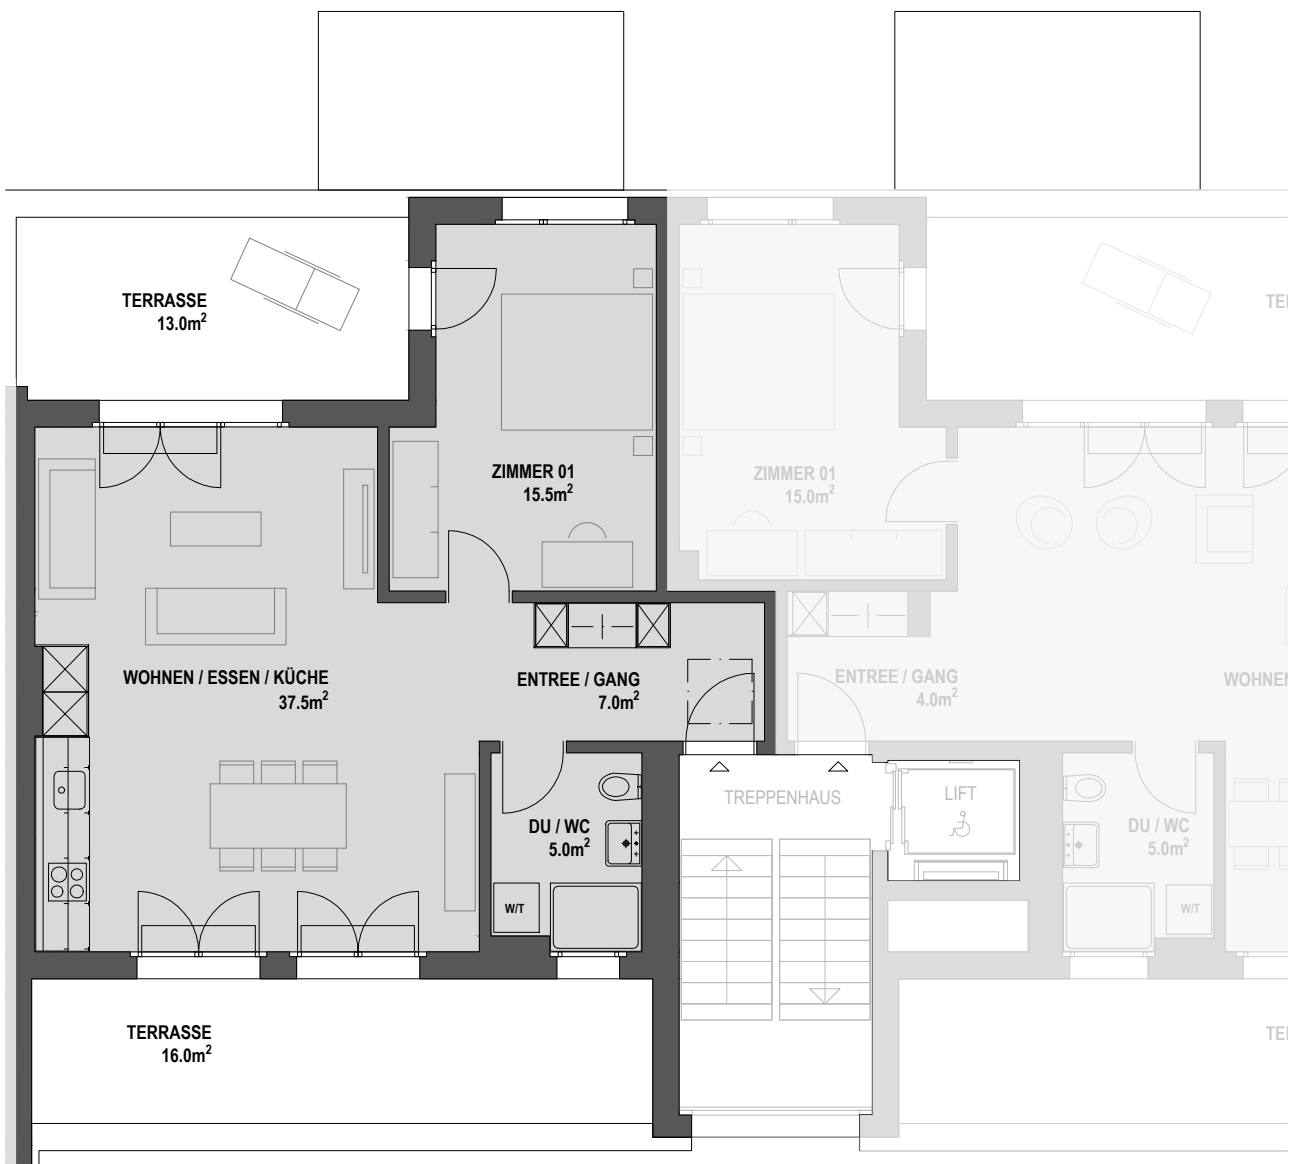 TERRASSE
13.0m²
TE
ZIMMER 01
15.5m²
ZIMMER 01
15.0m²
WOHNEN / ESSEN / KÜCHE
37.5m²
ENTREE / GANG
7.0m²
ENTREE / GANG
4.0m²
WOHNEN
TREPPENHAUS
LIFT
DU / WC
5.0m²
DU / WC
5.0m²
W/T
W/T
TERRASSE
16.0m²
TE